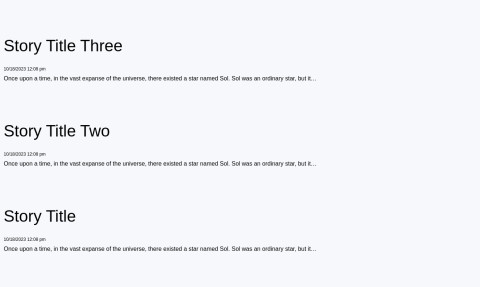 Story Title Three
10/18/2023 12:08 pm
Once upon a time, in the vast expanse of the universe, there existed a star named Sol. Sol was an ordinary star, but it...
Story Title Two
10/18/2023 12:08 pm
Once upon a time, in the vast expanse of the universe, there existed a star named Sol. Sol was an ordinary star, but it...
Story Title
10/18/2023 12:08 pm
Once upon a time, in the vast expanse of the universe, there existed a star named Sol. Sol was an ordinary star, but it...